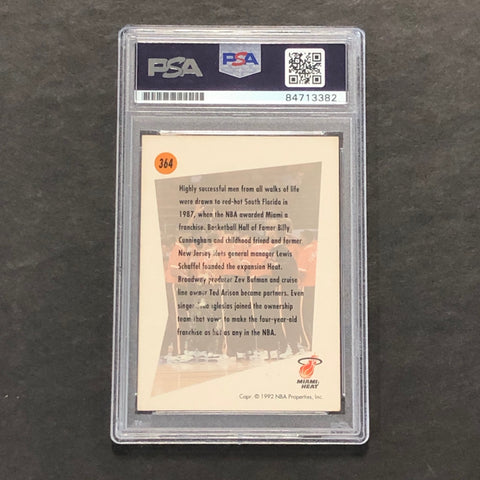 PSA
PSA
84713382
364
Highly successful men from all walks of life
were drawn to red-hot South Florida in
1987, when the NBA awarded Miami a
franchise. Basketball Hall of Famer Billy
Cunningham and childhood friend and former
New Jersey Nets general manager Lewis
Schaffel founded the expansion Heat.
Broadway producer Zev Bufman and cruise
line owner Ted Arison became partners. Even
singer Julio Iglesias joined the ownership
team that vows to make the four-year-old
franchise as hot as any in the NBA.
MIAMI
HEAT
Copr. © 1992 NBA Properties, Inc.